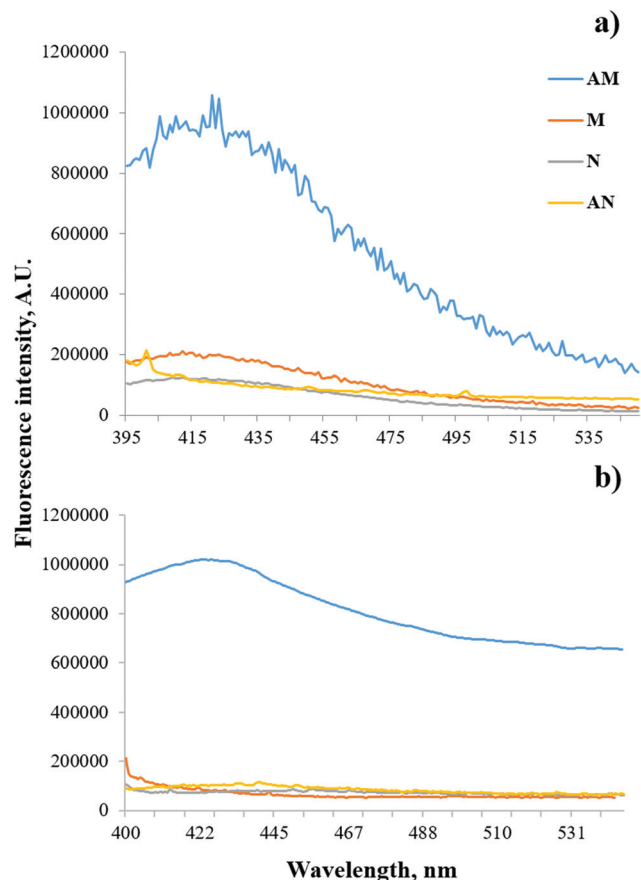 a)
1200000
1000000
800000
600000
400000
200000
0
395 415 435 455 475 495 515 535
AM
M
N
AN
Fluorescence intensity, A.U.
b)
1200000
1000000
800000
600000
400000
200000
0
400 422 445 467 488 510 531
Wavelength, nm